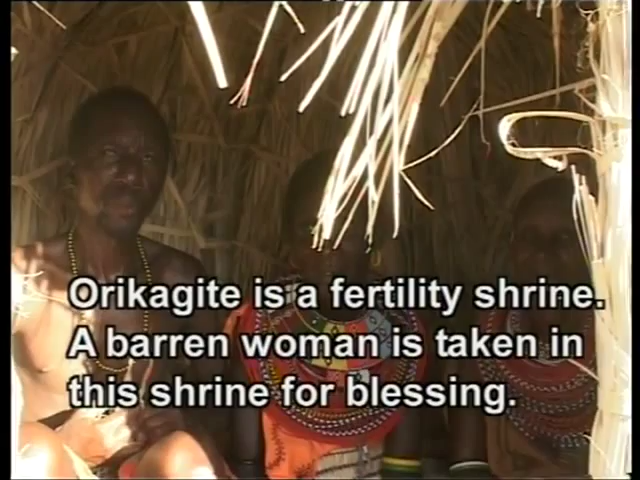 Orikagite is a fertility shrine.
A barren woman is taken in
this shrine for blessing.